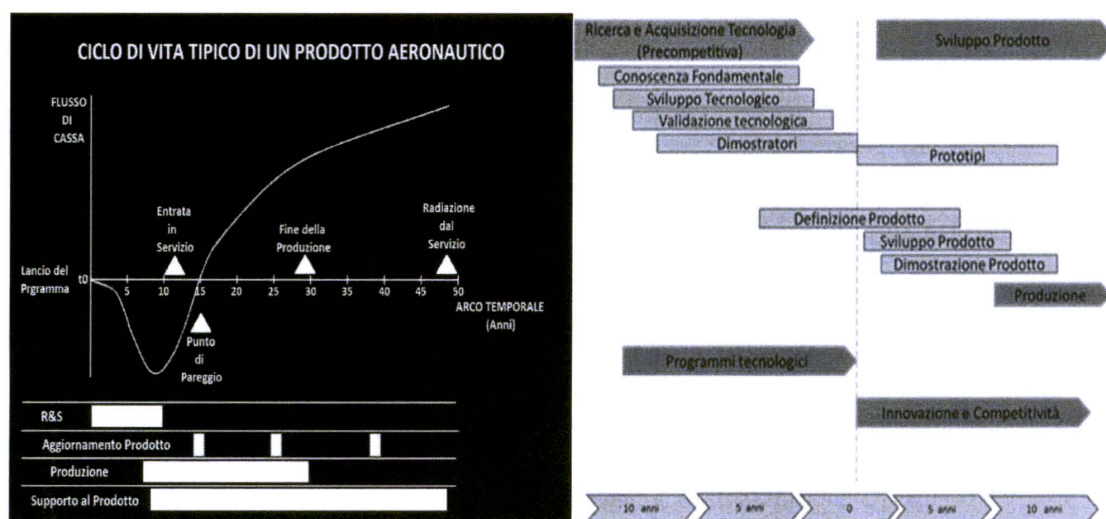 CICLO DI VITA TIPICO DI UN PRODOTTO AERONAUTICO
FLUSSO
DI
CASSA
Entrata
in
Servizio
Fine della
Produzione
Radiazione
dal
Servizio
Lancio del
Prgramma
t0
5 10 15 20 25 30 35 40 45 50
ARCO TEMPORALE
(Anni)
Punto
di
Pareggio
R&S
Aggiornamento Prodotto
Produzione
Supporto al Prodotto
Ricerca e Acquisizione Tecnologia
(Precompetitiva)
Sviluppo Prodotto
Conoscenza Fondamentale
Sviluppo Tecnologico
Validazione tecnologica
Dimostratori
Prototipi
Definizione Prodotto
Sviluppo Prodotto
Dimostrazione Prodotto
Produzione
Programmi tecnologici
Innovazione e Competitività
10 anni
5 anni
0
5 anni
10 anni